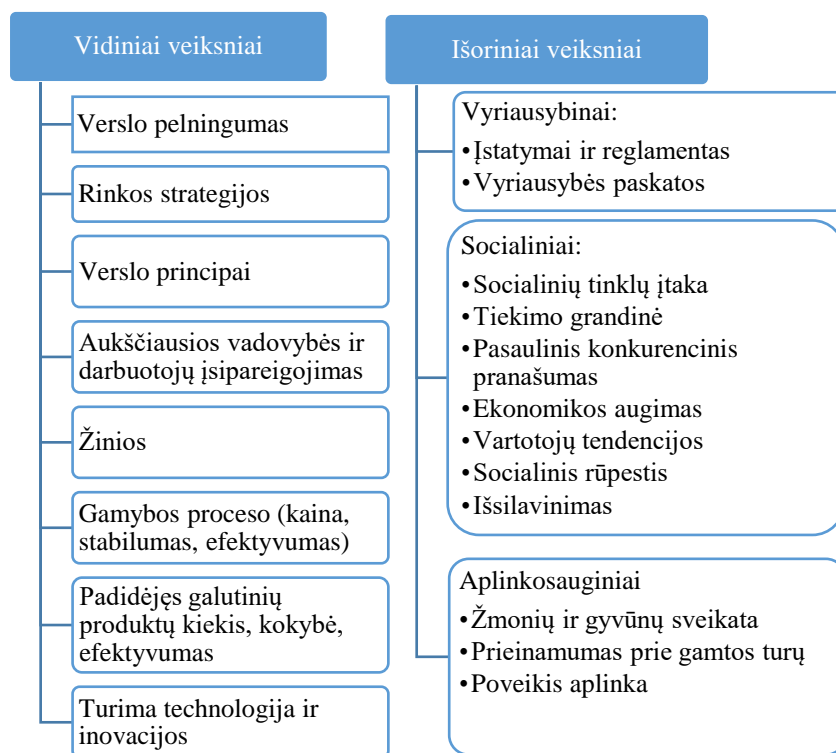 Vidiniai veiksniai
Verslo pelningumas
Rinkos strategijos
Verslo principai
Aukščiausios vadovybės ir
darbuotojų įsipareigojimas
Žinios
Gamybos proceso (kaina,
stabilumas, efektyvumas)
Padidėjęs galutinių
produktų kiekis, kokybė,
efektyvumas
Turima technologija ir
inovacijos
Išoriniai veiksniai
Vyriausybinai:
•Įstatymai ir reglamentas
•Vyriausybės paskatos
Socialiniai:
•Socialinių tinklų įtaka
•Tiekimo grandinė
•Pasaulinis konkurencinis
pranašumas
•Ekonomikos augimas
•Vartotojų tendencijos
•Socialinis rūpestis
•Išsilavinimas
Aplinkosauginiai
•Žmonių ir gyvūnų sveikata
•Prieinamumas prie gamtos turų
•Poveikis aplinka